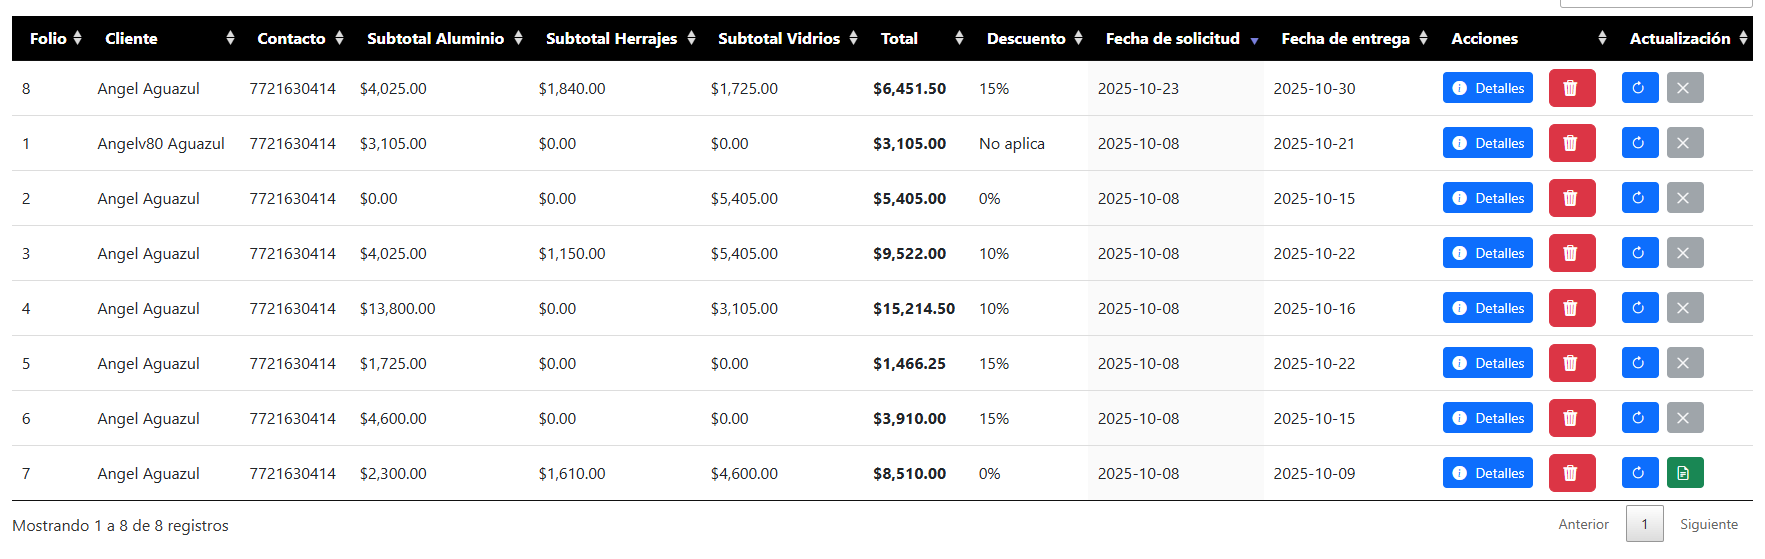 Folio Cliente Contacto Subtotal Aluminio Subtotal Herrajes Subtotal Vidrios Total Descuento Fecha de solicitud Fecha de entrega Acciones Actualización
8 Angel Aguazul 7721630414 $4,025.00 $1,840.00 $1,725.00 $6,451.50 15% 2025-10-23 2025-10-30 Detalles
1 Angelv80 Aguazul 7721630414 $3,105.00 $0.00 $0.00 $3,105.00 No aplica 2025-10-08 2025-10-21 Detalles
2 Angel Aguazul 7721630414 $0.00 $0.00 $5,405.00 $5,405.00 0% 2025-10-08 2025-10-15 Detalles
3 Angel Aguazul 7721630414 $4,025.00 $1,150.00 $5,405.00 $9,522.00 10% 2025-10-08 2025-10-22 Detalles
4 Angel Aguazul 7721630414 $13,800.00 $0.00 $3,105.00 $15,214.50 10% 2025-10-08 2025-10-16 Detalles
5 Angel Aguazul 7721630414 $1,725.00 $0.00 $0.00 $1,466.25 15% 2025-10-08 2025-10-22 Detalles
6 Angel Aguazul 7721630414 $4,600.00 $0.00 $0.00 $3,910.00 15% 2025-10-08 2025-10-15 Detalles
7 Angel Aguazul 7721630414 $2,300.00 $1,610.00 $4,600.00 $8,510.00 0% 2025-10-08 2025-10-09 Detalles
Mostrando 1 a 8 de 8 registros Anterior 1 Siguiente